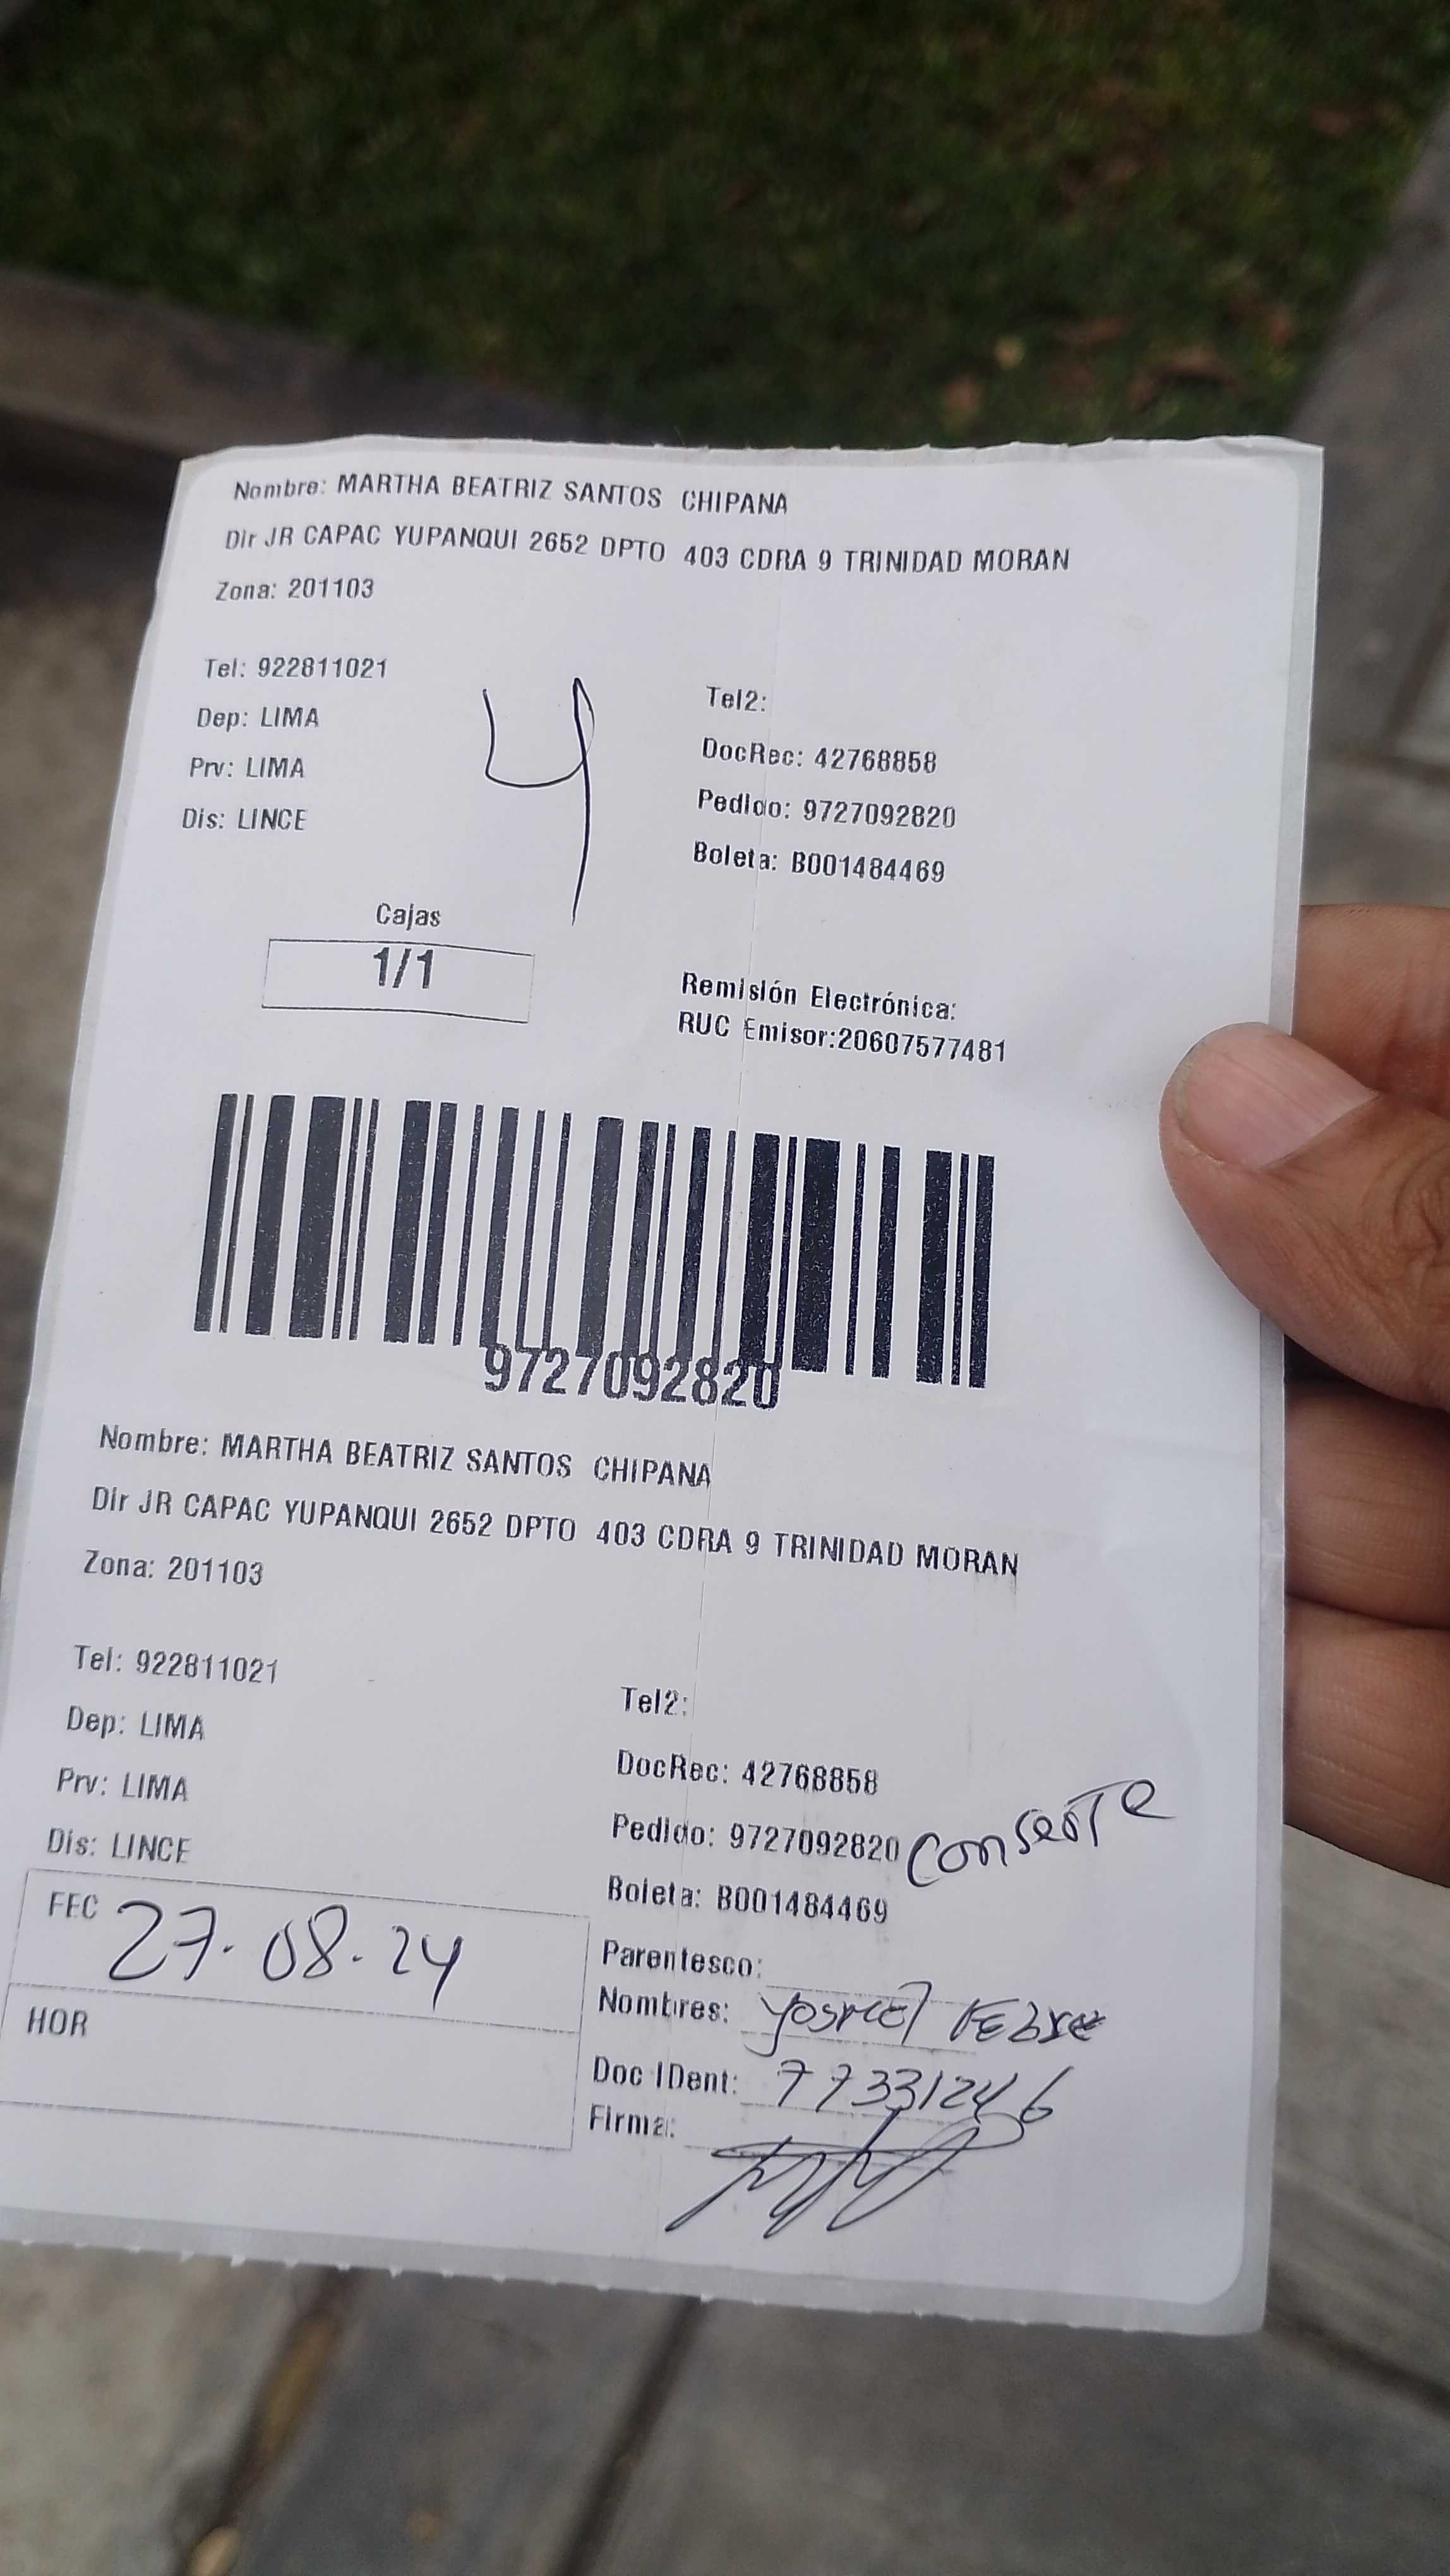 Nombre: MARTHA BEATRIZ SANTOS CHIPANA
Dir JR CAPAC YUPANQUI 2652 DPTO 403 CDRA 9 TRINIDAD MORAN
Zona: 201103
Tel: 922811021
Tel2:
Dep: LIMA
DocRec: 42768858
Prv: LIMA
Pedido: 9727092820
Dis: LINCE
Boleta: B001484469
4
Cajas
1/1
Remisión Electrónica:
RUC Emisor:20607577481
9727092820
Nombre: MARTHA BEATRIZ SANTOS CHIPANA
Dir JR CAPAC YUPANQUI 2652 DPTO 403 CDRA 9 TRINIDAD MORAN
Zona: 201103
Tel: 922811021
Tel2:
Dep: LIMA
DocRec: 42768858
Prv: LIMA
Pedido: 9727092820
Dis: LINCE
Boleta: B001484469
FEC 27.08.24
Parentesco:
HOR
Nombres:
Doc IDent: 77331246
Firma: